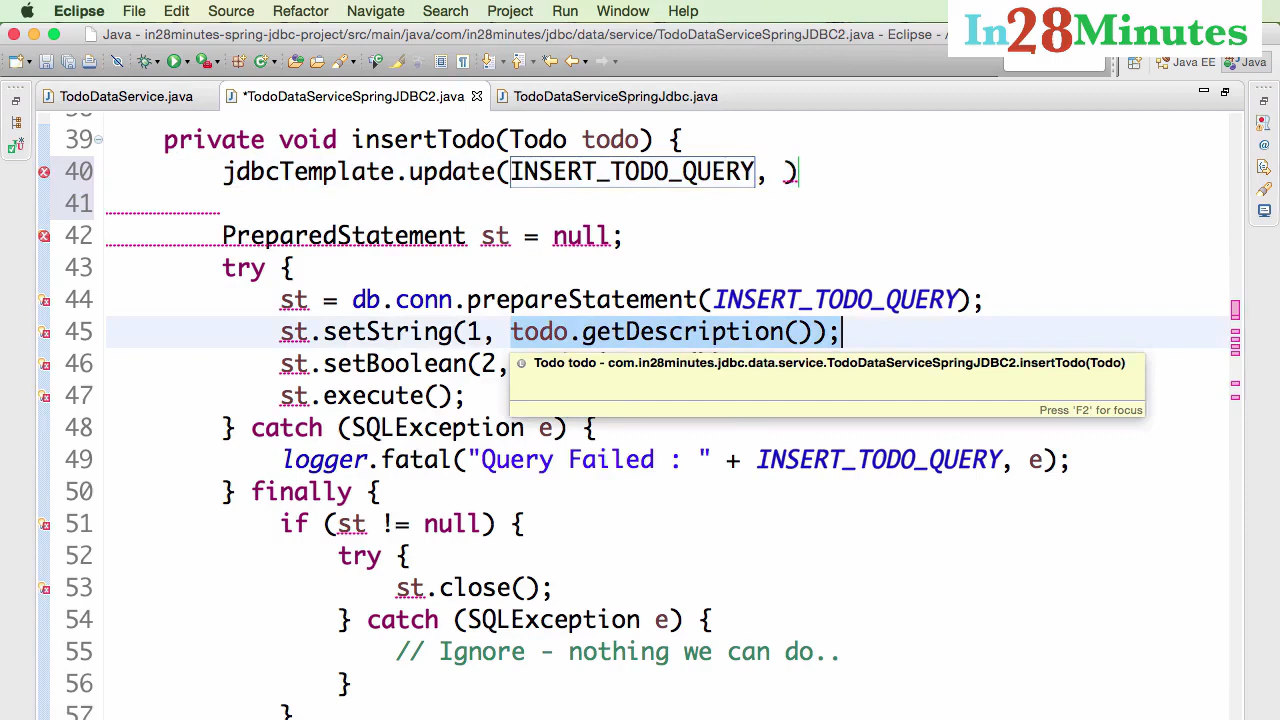 Eclipse File Edit Source Refactor Navigate Search Project Run Window Help
In28Minutes
Java - in28minutes-spring-jdbc
roject/src/main/j
com/in28minutes/jdbc/data/service/TodoDataServiceSpringJDBC2.java - Eclipse -
Java EE Java
TodoDataService.java *TodoDataServiceSpringJDBC2.java TodoDataServiceSpringJdbc.java
39 private void insertTodo(Todo todo) {
40 jdbcTemplate.update(INSERT_TODO_QUERY, )
41
42 PreparedStatement st = null;
43 try {
44 st = db.conn.prepareStatement(INSERT_TODO_QUERY);
45 st.setString(1, todo.getDescription());
46 st.setBoolean(2,
Todo todo - com.in28minutes.jdbc.data.service.TodoDataServiceSpringJDBC2.insertTodo(Todo)
Press 'F2' for focus
47 st.execute();
48 } catch (SQLException e) {
49 logger.fatal("Query Failed : " + INSERT_TODO_QUERY, e);
50 } finally {
51 if (st != null) {
52 try {
53 st.close();
54 } catch (SQLException e) {
55 // Ignore - nothing we can do..
56 }
57 }